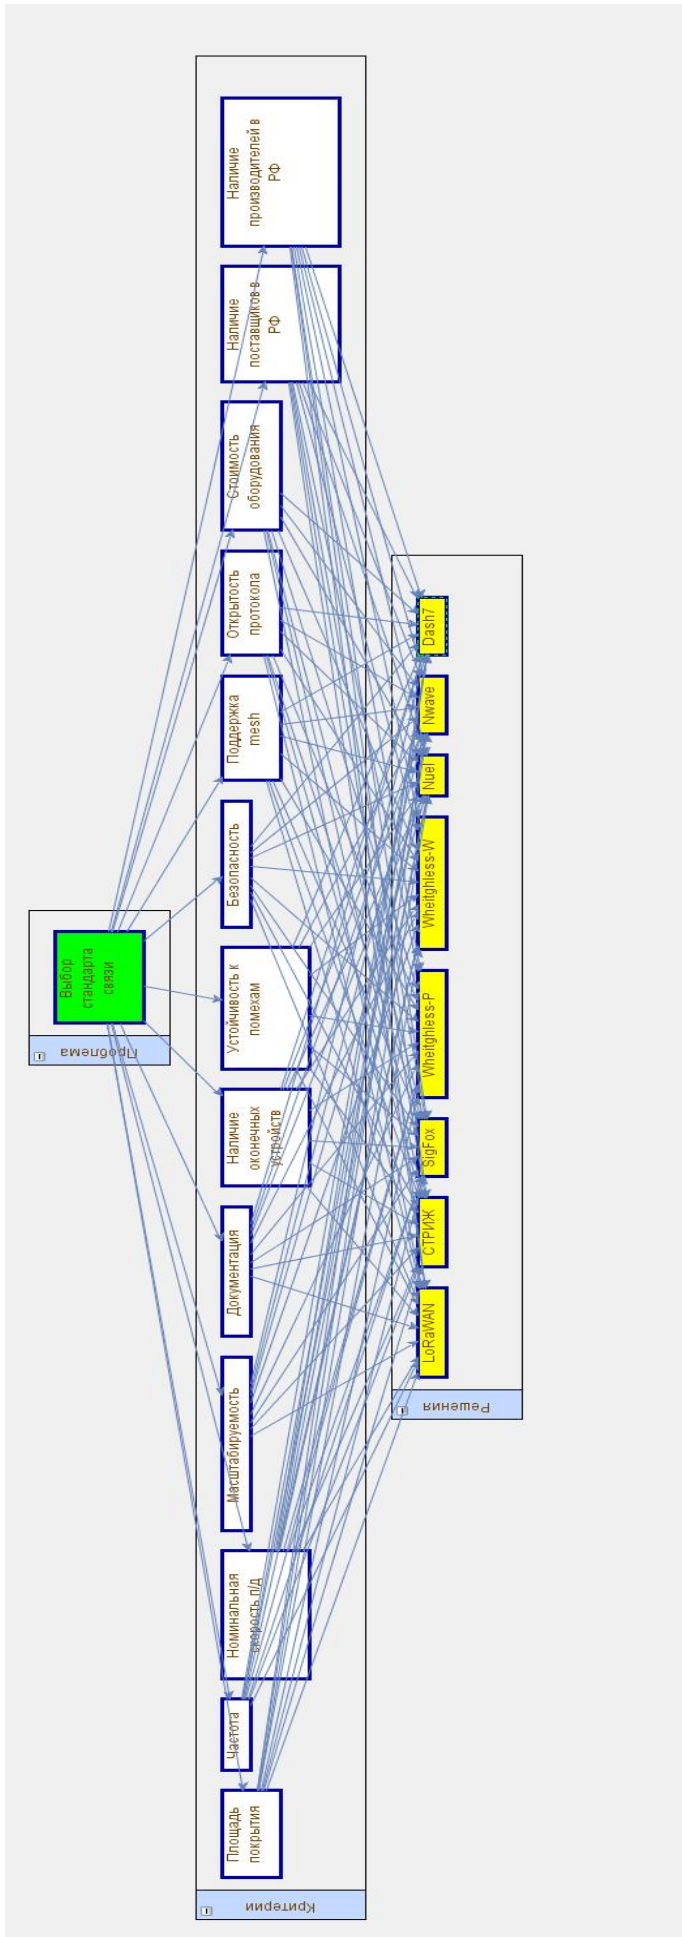 Проблема
Выбор
стандарта
связи
Критерии
Площадь
покрытия
Частота
Номинальная
скорость п/д
Масштабируемость
Документация
Наличие
оконечных
устройств
Устойчивость к
помехам
Безопасность
Поддержка
mesh
Открытость
протокола
Стоимость
оборудования
Наличие
поставщиков в
РФ
Наличие
производителей в
РФ
Решения
LoRaWAN
СТРИЖ
SigFox
Wheitghless-P
Wheitghless-W
Nuel
Nwave
Dash7